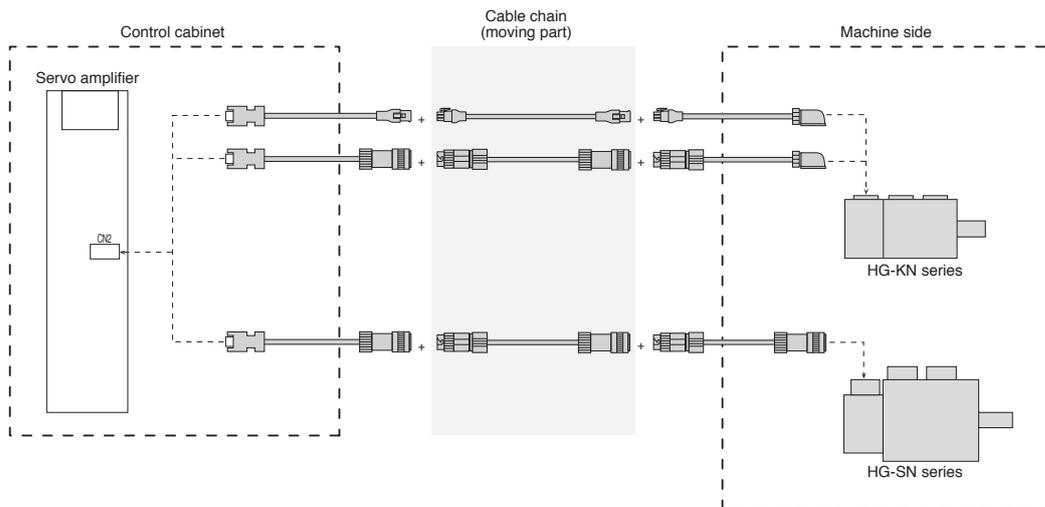 Control cabinet
Cable chain
(moving part)
Machine side
Servo amplifier
+
+
+
+
CN2
HG-KN series
+
+
HG-SN series